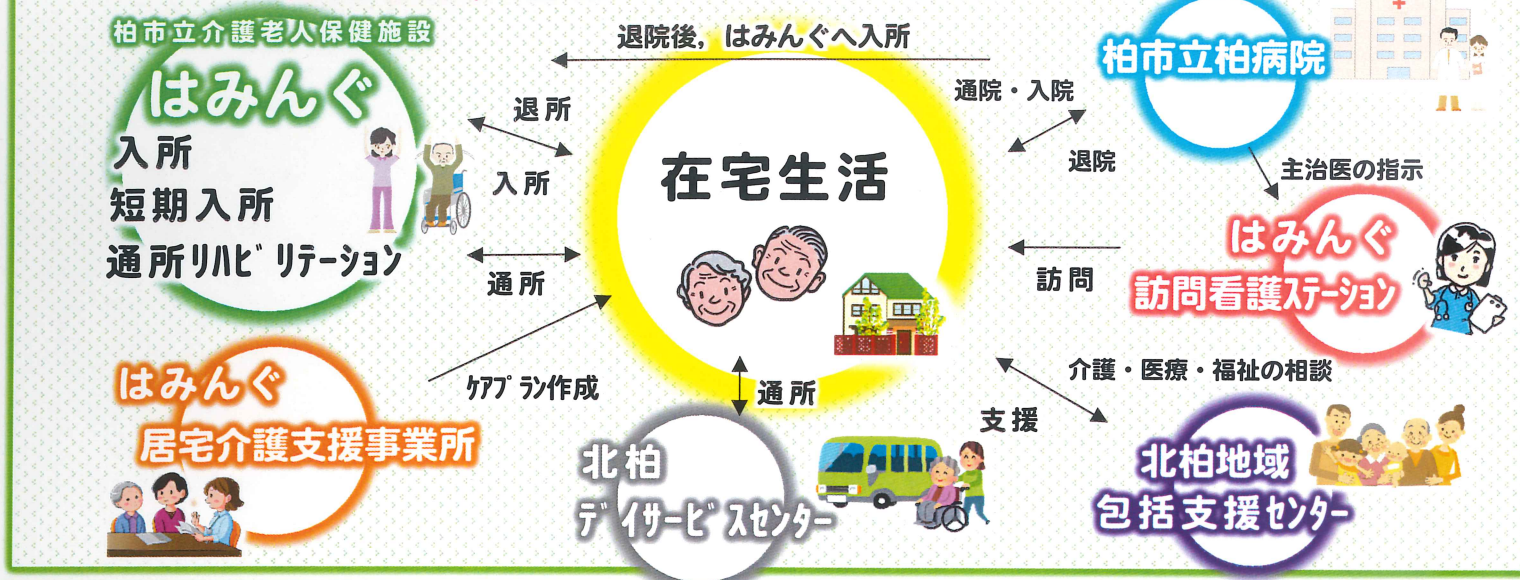 柏市立介護老人保健施設
はみんぐ
入所
短期入所
通所ﾘﾊﾋﾞﾘﾃｰｼｮﾝ
退院後，はみんぐへ入所
退所
入所
通所
在宅生活
通院・入院
退院
柏市立柏病院
主治医の指示
はみんぐ
訪問看護ｽﾃｰｼｮﾝ
訪問
はみんぐ
居宅介護支援事業所
ｹｱﾌﾟﾗﾝ作成
通所
北柏
ﾃﾞｲｻｰﾋﾞｽｾﾝﾀｰ
介護・医療・福祉の相談
支援
北柏地域
包括支援ｾﾝﾀｰ